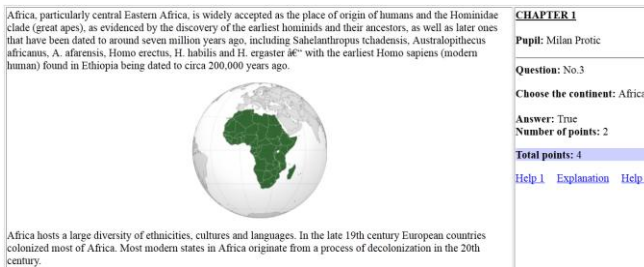 Africa, particularly central Eastern Africa, is widely accepted as the place of origin of humans and the Hominidae
clade (great apes), as evidenced by the discovery of the earliest hominids and their ancestors, as well as later ones
that have been dated to around seven million years ago, including Sahelanthropus tchadensis, Australopithecus
africanus, A. afarensis, Homo erectus, H. habilis and H. ergaster â€“ with the earliest Homo sapiens (modern
human) found in Ethiopia being dated to circa 200,000 years ago.
Africa hosts a large diversity of ethnicities, cultures and languages. In the late 19th century European countries
colonized most of Africa. Most modern states in Africa originate from a process of decolonization in the 20th
century.
CHAPTER 1
Pupil: Milan Protic
Question: No.3
Choose the continent: Africa
Answer: True
Number of points: 2
Total points: 4
Help 1 Explanation Help